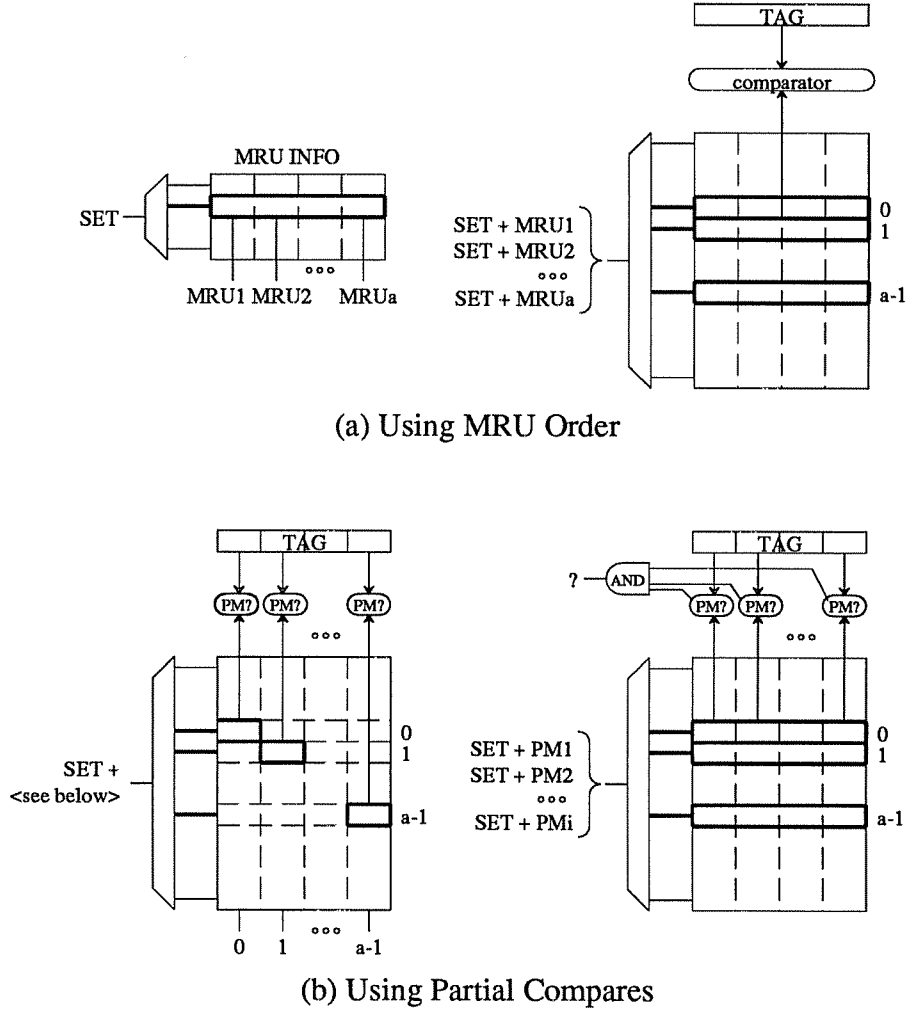 TAG
comparator
MRU INFO
SET
MRU1 MRU2 ooo MRUa
SET + MRU1
SET + MRU2
ooo
SET + MRUa
0
1
a-1
(a) Using MRU Order
TAG
PM? PM? PM?
ooo
SET +
<see below>
0
1
a-1
0 1 ooo a-1
TAG
? AND
PM? PM? PM?
ooo
SET + PM1
SET + PM2
ooo
SET + PMi
0
1
a-1
(b) Using Partial Compares